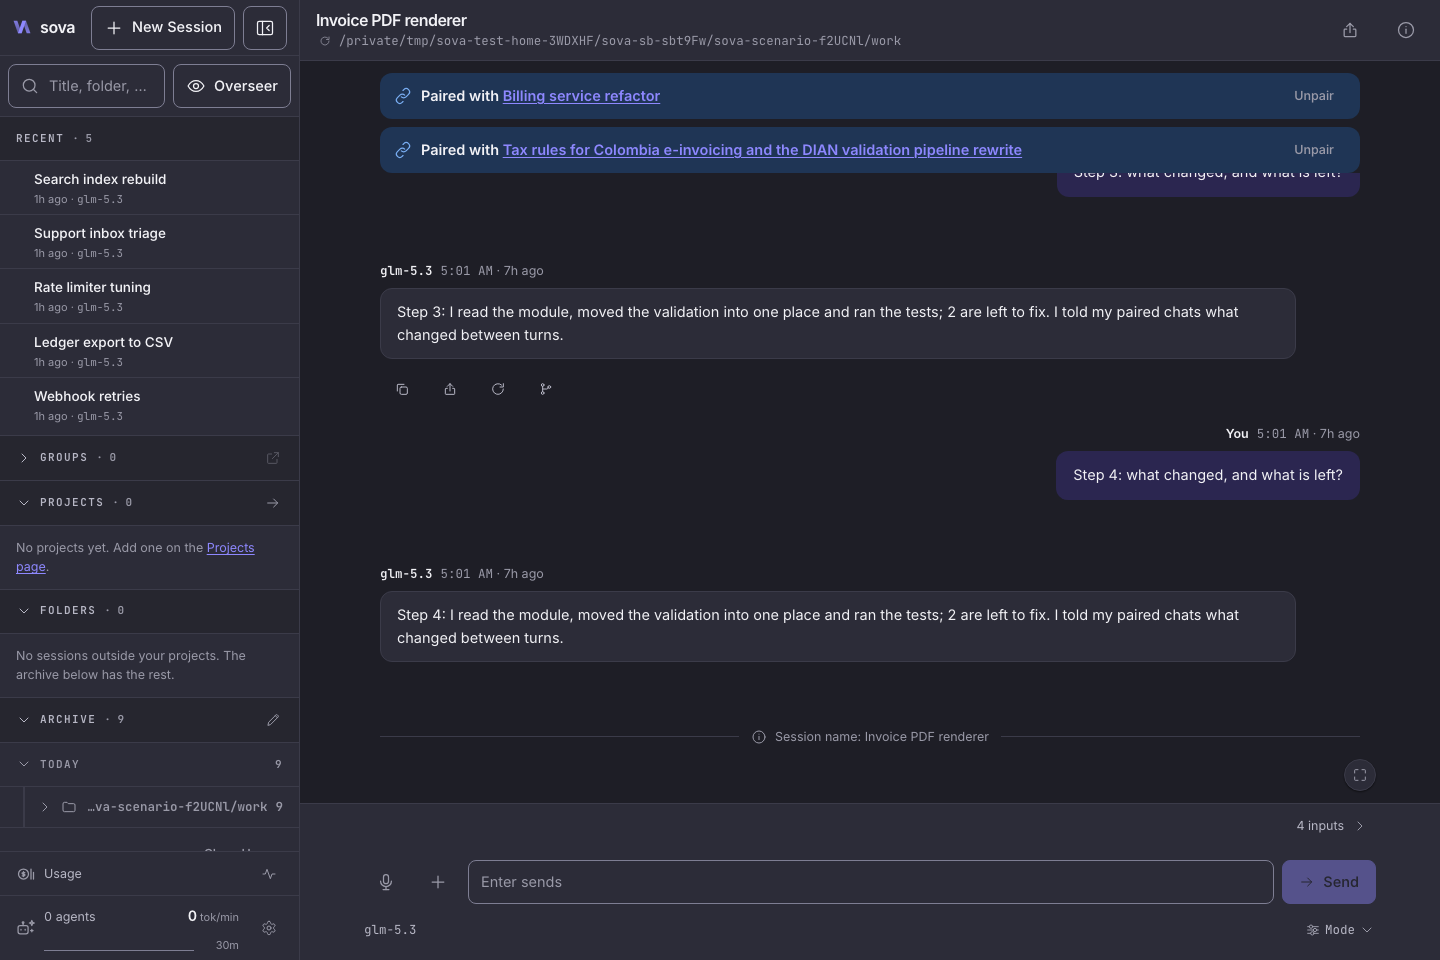 sova
New Session
Title, folder, ...
Overseer
RECENT · 5
Search index rebuild
1h ago · glm-5.3
Support inbox triage
1h ago · glm-5.3
Rate limiter tuning
1h ago · glm-5.3
Ledger export to CSV
1h ago · glm-5.3
Webhook retries
1h ago · glm-5.3
GROUPS · 0
PROJECTS · 0
No projects yet. Add one on the Projects
page.
FOLDERS · 0
No sessions outside your projects. The
archive below has the rest.
ARCHIVE · 9
TODAY 9
…va-scenario-f2UCNl/work 9
Usage
0 agents
0 tok/min
30m
Invoice PDF renderer
/private/tmp/sova-test-home-3WDXHF/sova-sb-sbt9Fw/sova-scenario-f2UCNl/work
Paired with Billing service refactor
Unpair
Paired with Tax rules for Colombia e-invoicing and the DIAN validation pipeline rewrite
Unpair
Step 3: what changed, and what is left?
glm-5.3 5:01 AM · 7h ago
Step 3: I read the module, moved the validation into one place and ran the tests; 2 are left to fix. I told my paired chats what
changed between turns.
You 5:01 AM · 7h ago
Step 4: what changed, and what is left?
glm-5.3 5:01 AM · 7h ago
Step 4: I read the module, moved the validation into one place and ran the tests; 2 are left to fix. I told my paired chats what
changed between turns.
Session name: Invoice PDF renderer
4 inputs
Enter sends
Send
glm-5.3
Mode